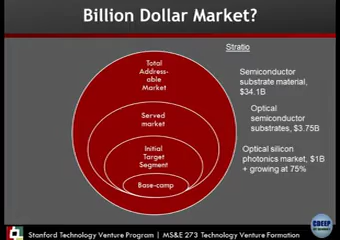 Billion Dollar Market?
Stratio
Total
Address-
able
Market
Served
market
Initial
Target
Segment
Base-camp
Semiconductor
substrate material,
$34.1B
Optical
semiconductor
substrates, $3.75B
Optical silicon
photonics market, $1B
+ growing at 75%
Stanford Technology Venture Program | MS&E 273 Technology Venture Formation
CREEP